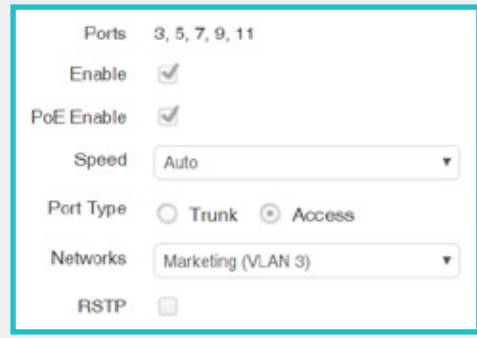 Ports 3, 5, 7, 9, 11
Enable
PoE Enable
Speed Auto
Port Type Trunk Access
Networks Marketing (VLAN 3)
RSTP